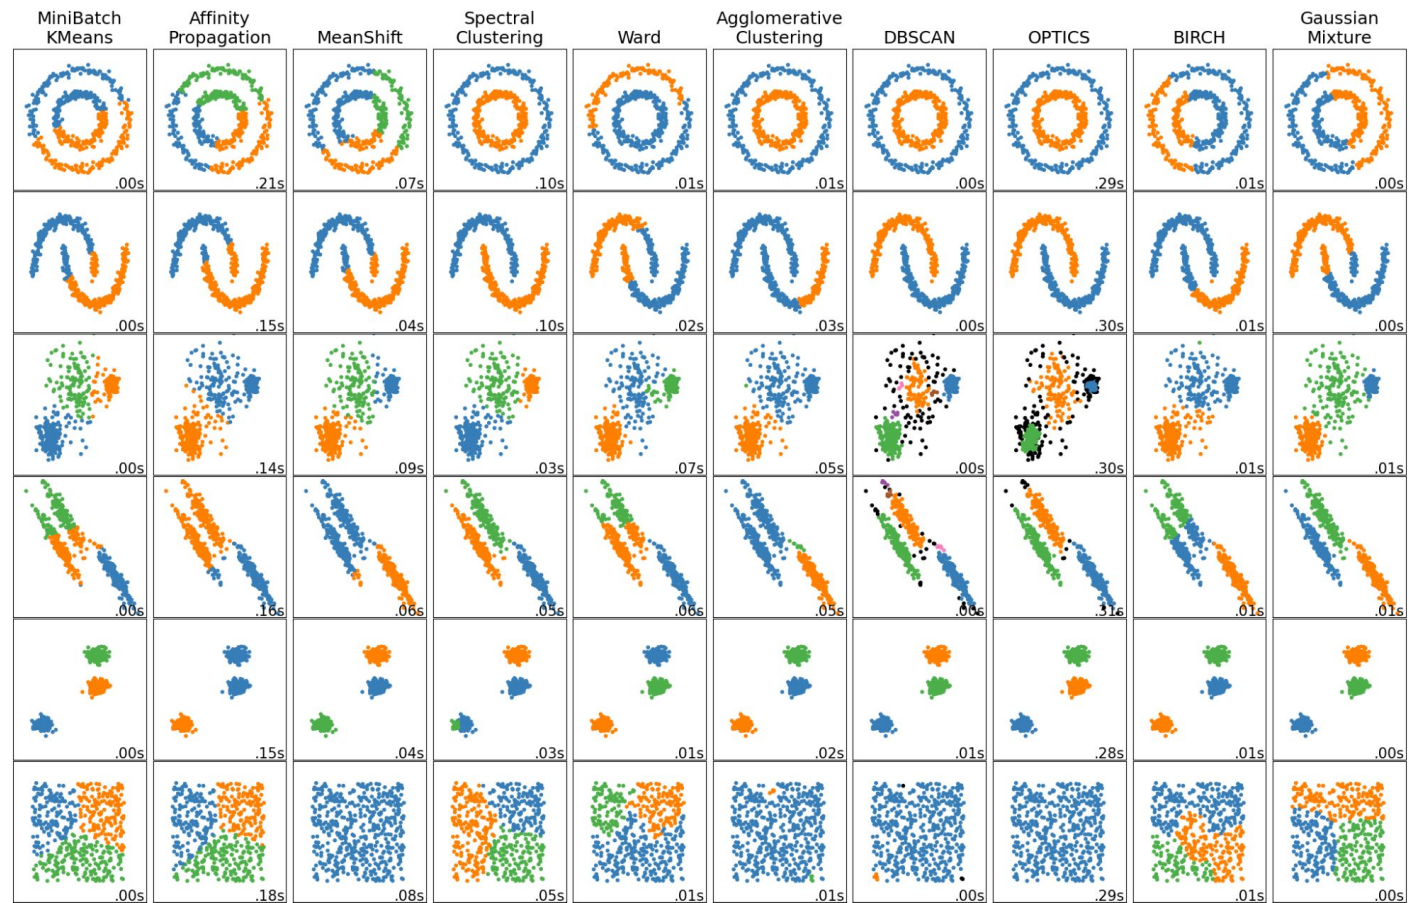 MiniBatch
KMeans
Affinity
Propagation
MeanShift
Spectral
Clustering
Ward
Agglomerative
Clustering
DBSCAN
OPTICS
BIRCH
Gaussian
Mixture
.00s .21s .07s .10s .01s .01s .00s .29s .01s .00s
.00s .15s .04s .10s .02s .03s .00s .30s .01s .00s
.00s .14s .09s .03s .07s .05s .00s .30s .01s .01s
.00s .16s .06s .05s .06s .05s .00s .31s .01s .01s
.00s .15s .04s .03s .01s .02s .01s .28s .01s .00s
.00s .18s .08s .05s .01s .01s .00s .29s .01s .00s